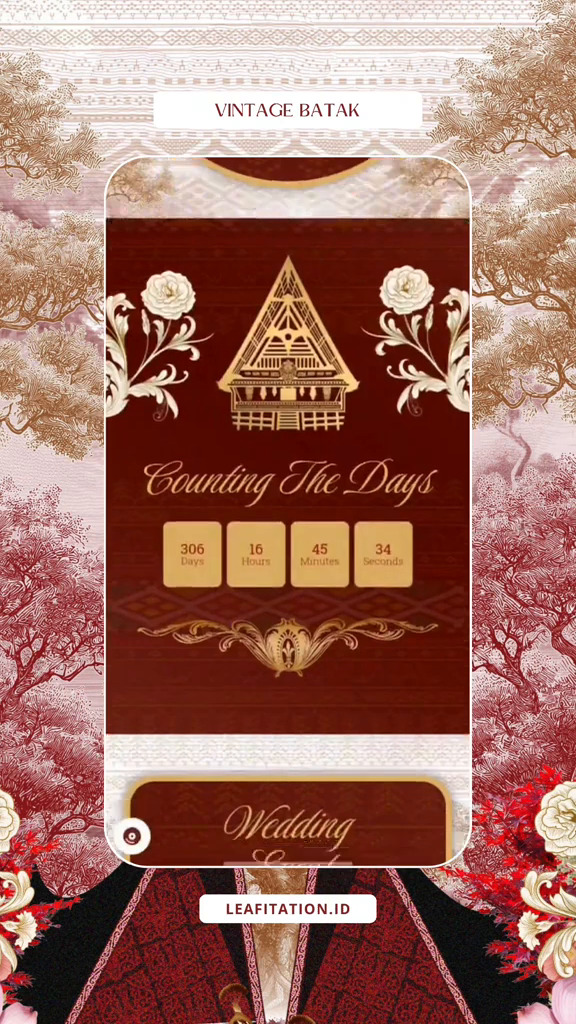 VINTAGE BATAK
Counting The Days
306 16 45 34
Days Hours Minutes Seconds
Wedding
LEAFITATION.ID